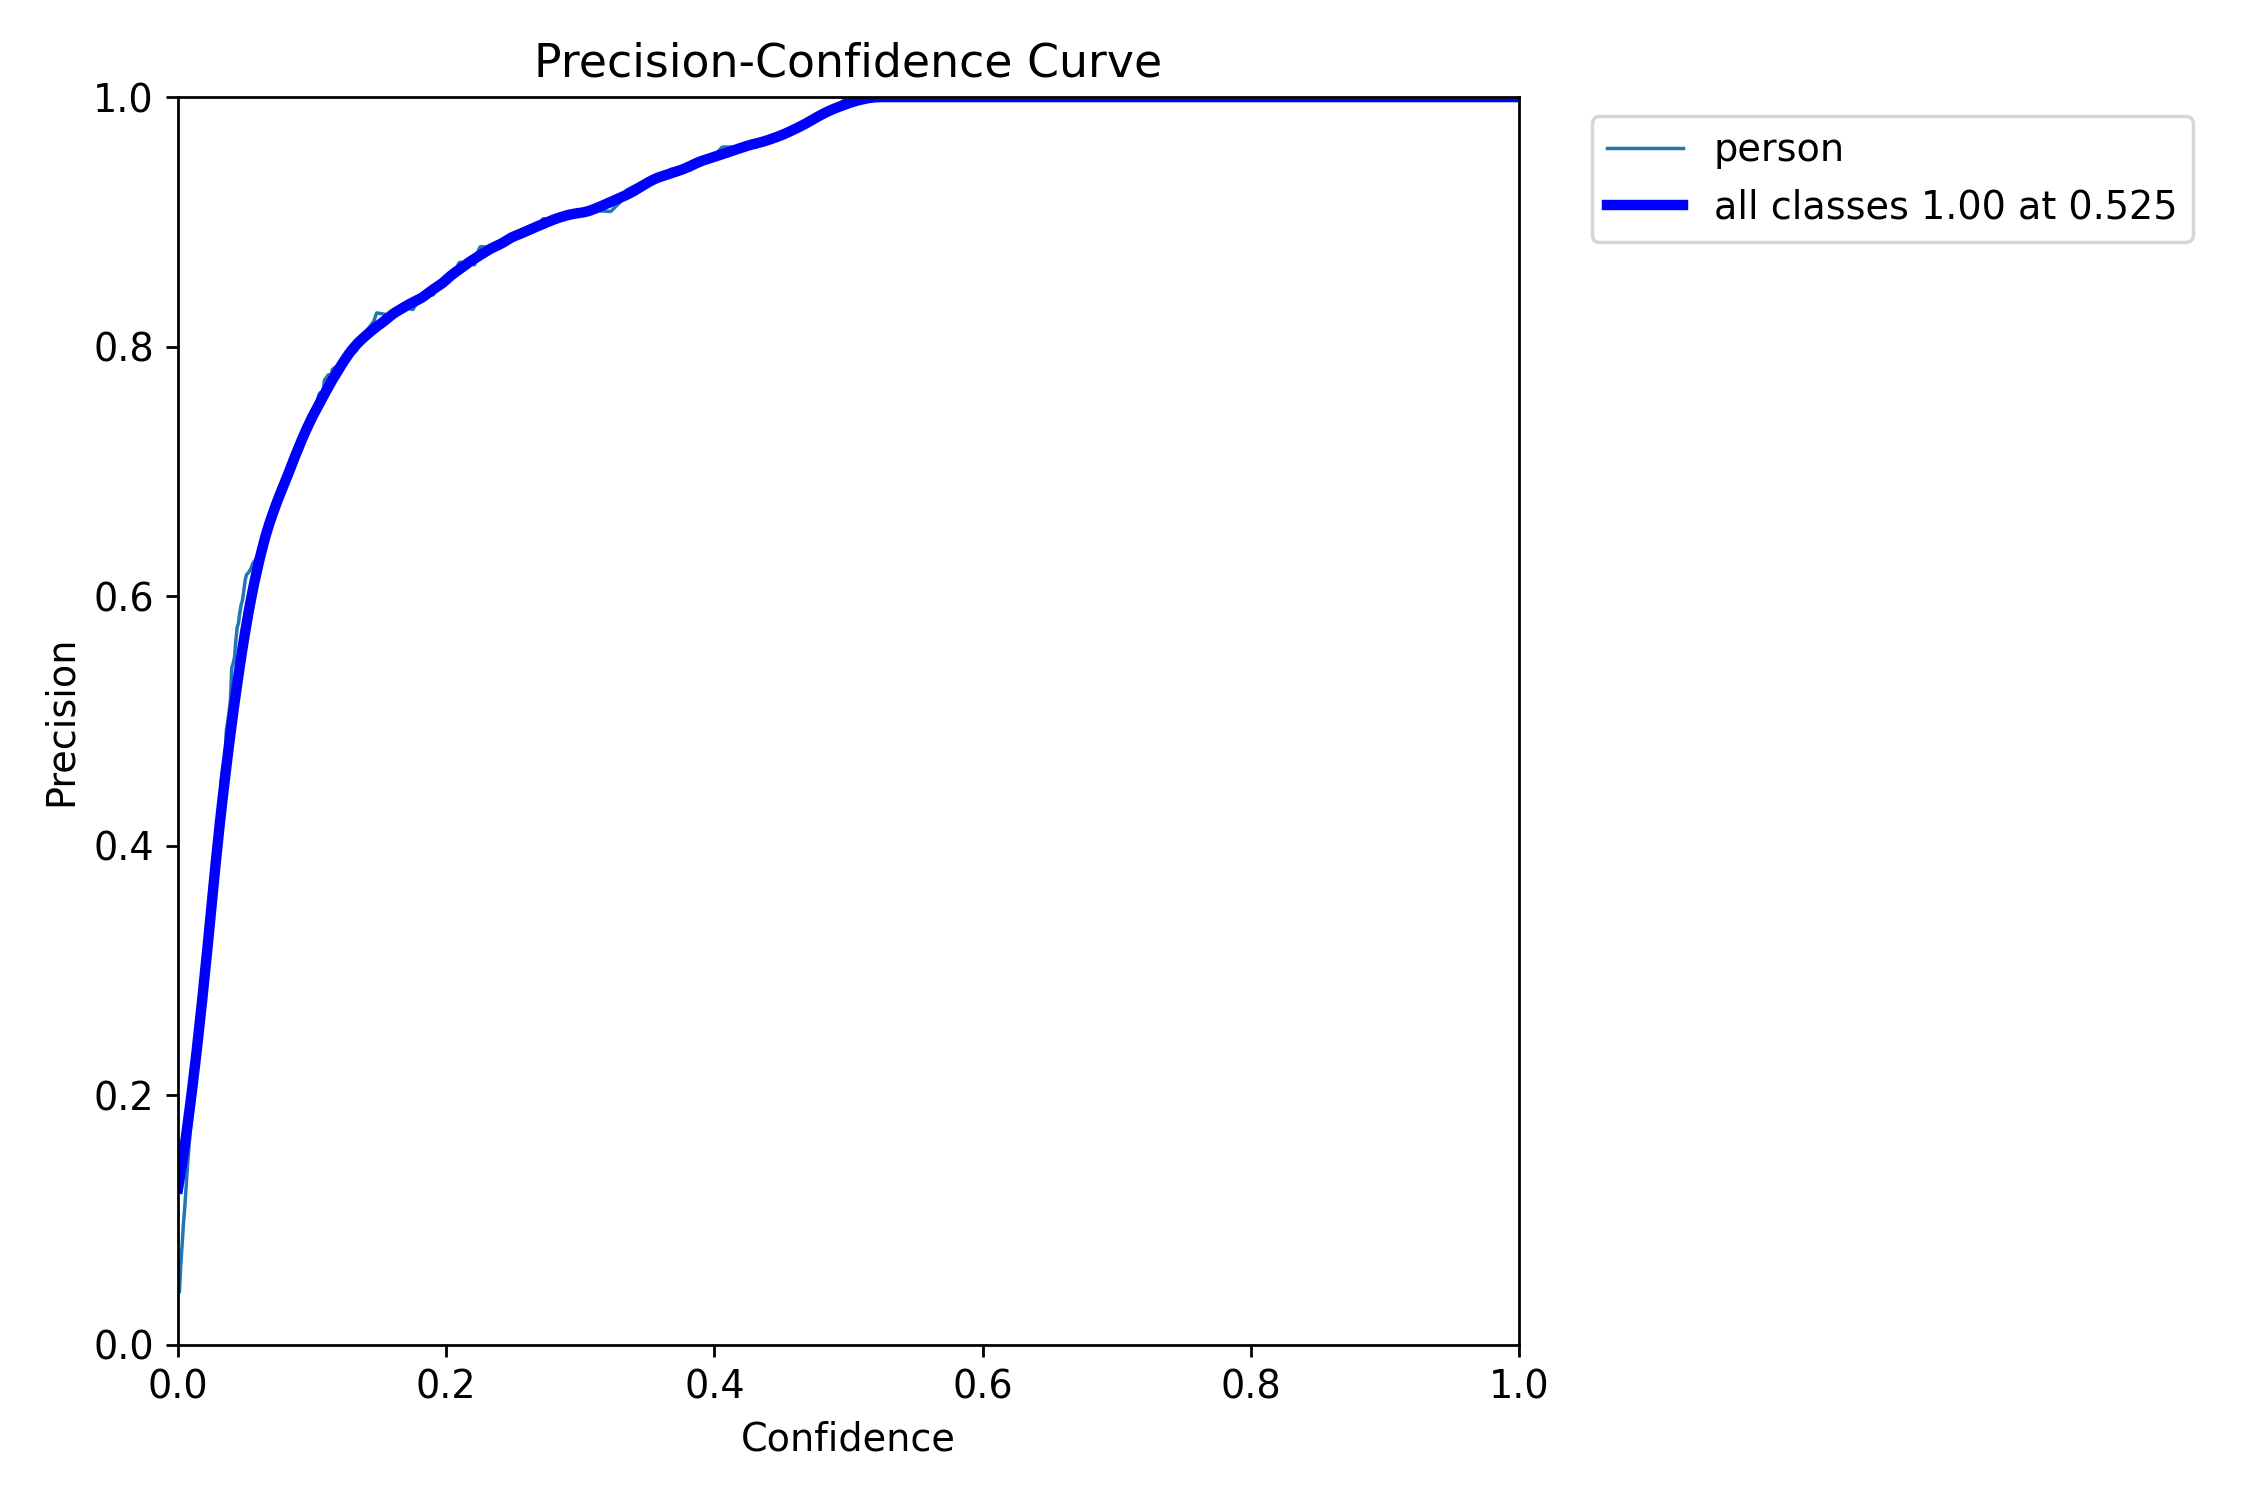 Precision-Confidence Curve
1.0
0.8
0.6
0.4
0.2
0.0
Precision
0.0 0.2 0.4 0.6 0.8 1.0
Confidence
person
all classes 1.00 at 0.525